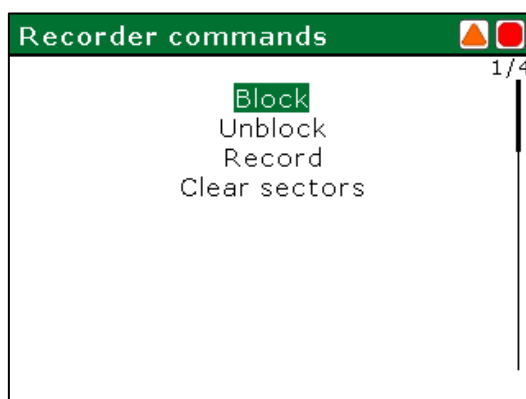 Recorder commands
1/4
Block
Unblock
Record
Clear sectors